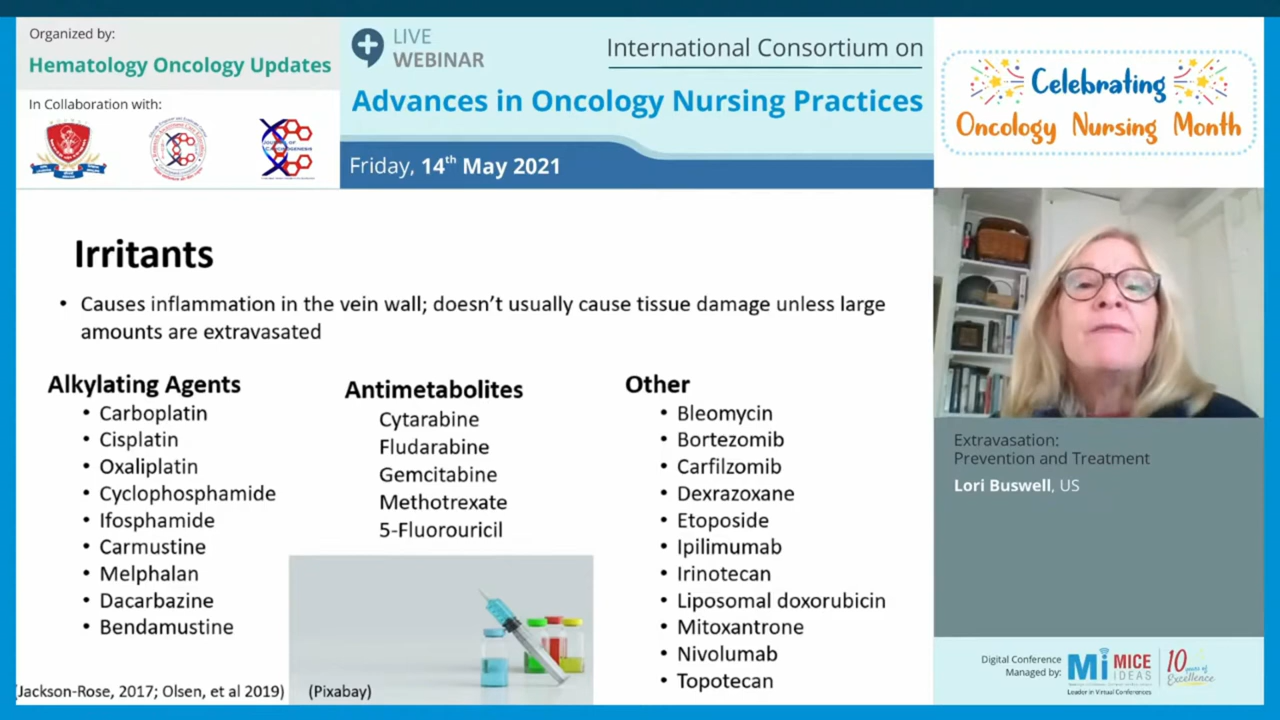 Organized by:
Hematology Oncology Updates
In Collaboration with:
LIVE
WEBINAR
International Consortium on
Advances in Oncology Nursing Practices
Friday, 14th May 2021
Celebrating
Oncology Nursing Month
Irritants
• Causes inflammation in the vein wall; doesn't usually cause tissue damage unless large
amounts are extravasated
Alkylating Agents
• Carboplatin
• Cisplatin
• Oxaliplatin
• Cyclophosphamide
• Ifosphamide
• Carmustine
• Melphalan
• Dacarbazine
• Bendamustine
Antimetabolites
Cytarabine
Fludarabine
Gemcitabine
Methotrexate
5-Fluorouricil
Other
• Bleomycin
• Bortezomib
• Carfilzomib
• Dexrazoxane
• Etoposide
• Ipilimumab
• Irinotecan
• Liposomal doxorubicin
• Mitoxantrone
• Nivolumab
• Topotecan
(Jackson-Rose, 2017; Olsen, et al 2019)
(Pixabay)
Extravasation:
Prevention and Treatment
Lori Buswell, US
Digital Conference
Managed by:
Mi MICE
IDEAS
Leader in Virtual Conferences
10 years of
Excellence